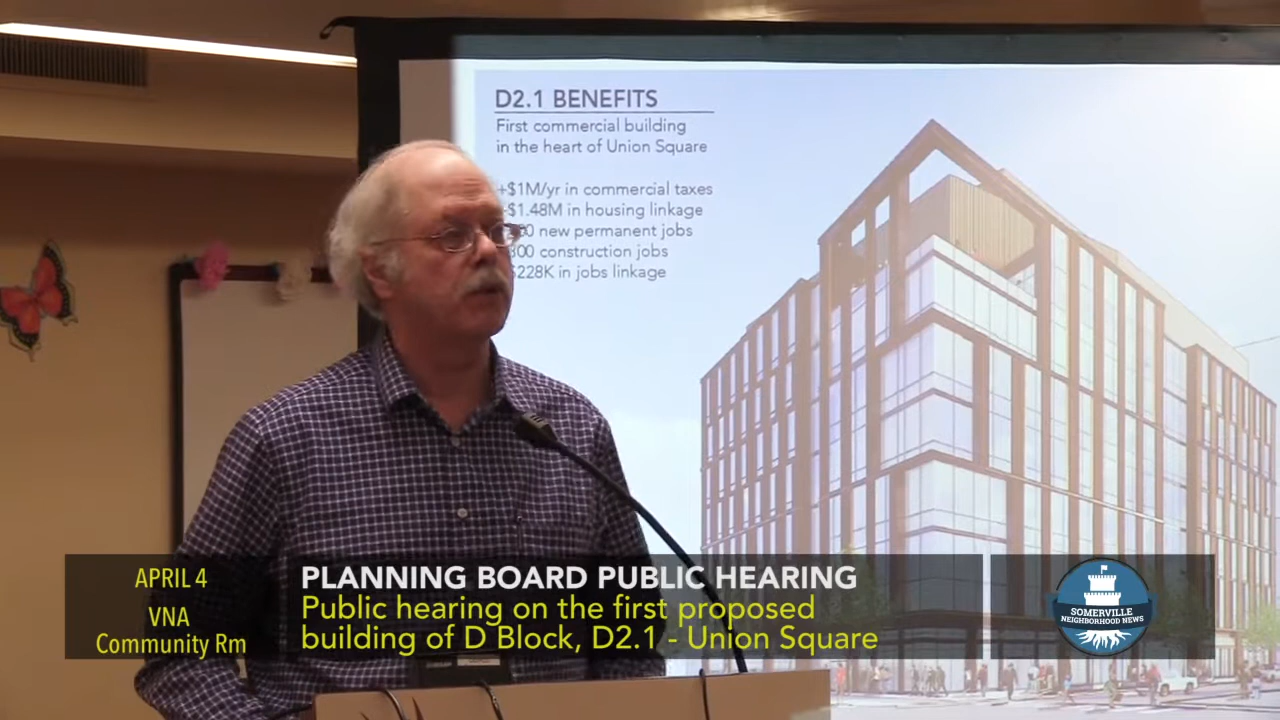 D2.1 BENEFITS
First commercial building
in the heart of Union Square
+$1M/yr in commercial taxes
$1.48M in housing linkage
new permanent jobs
300 construction jobs
$228K in jobs linkage
APRIL 4
VNA
Community Rm
PLANNING BOARD PUBLIC HEARING
Public hearing on the first proposed
building of D Block, D2.1 - Union Square
SOMERVILLE
NEIGHBORHOOD NEWS